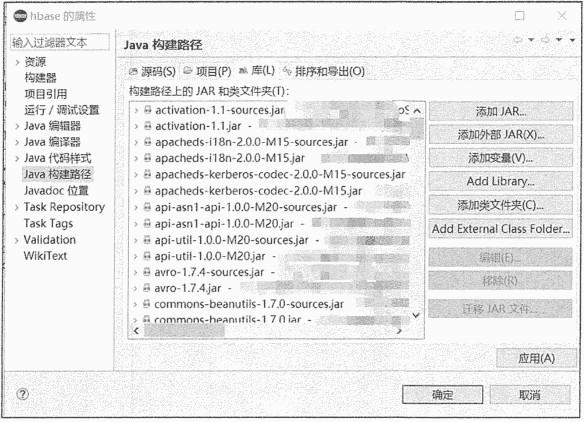 hbase 的属性
输入过滤器文本
资源
构建器
项目引用
运行 / 调试设置
Java 编辑器
Java 编译器
Java 代码样式
Java 构建路径
Javadoc 位置
Task Repository
Task Tags
Validation
WikiText
Java 构建路径
源码(S) 项目(P) 库(L) 排序和导出(O)
构建路径上的 JAR 和类文件夹(T):
activation-1.1-sources.jar
activation-1.1.jar -
apacheds-i18n-2.0.0-M15-sources.jar -
apacheds-i18n-2.0.0-M15.jar -
apacheds-kerberos-codec-2.0.0-M15-sources.jar
apacheds-kerberos-codec-2.0.0-M15.jar -
api-asn1-api-1.0.0-M20-sources.jar -
api-asn1-api-1.0.0-M20.jar -
api-util-1.0.0-M20-sources.jar -
api-util-1.0.0-M20.jar -
avro-1.7.4-sources.jar -
avro-1.7.4.jar -
commons-beanutils-1.7.0-sources.jar
commons-beanutils-1.7.0.jar -
添加 JAR...
添加外部 JAR(X)...
添加变量(V)...
Add Library...
添加类文件夹(C)...
Add External Class Folder...
编辑(E)...
移除(R)
迁移 JAR 文件...
应用(A)
确定
取消